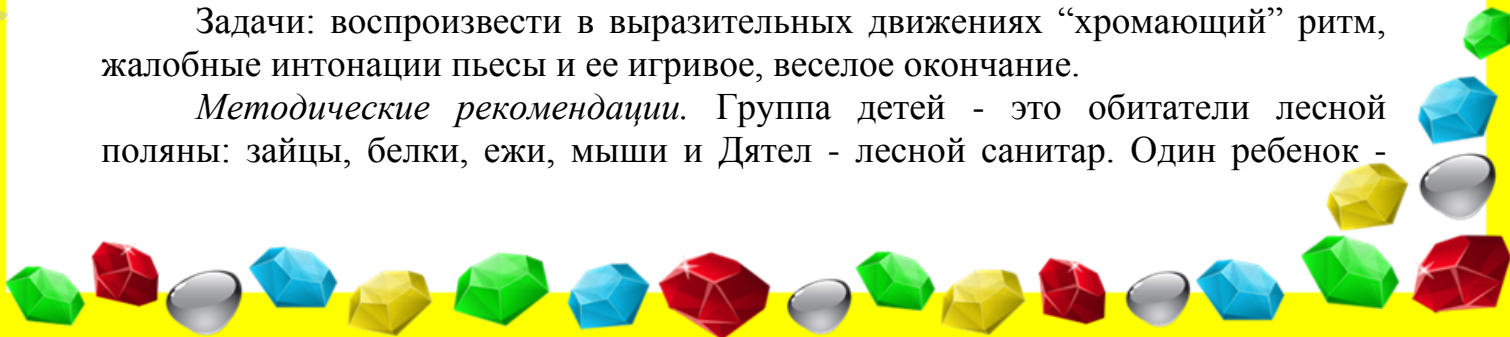 Задачи: воспроизвести в выразительных движениях “хромающий” ритм,
жалобные интонации пьесы и ее игривое, веселое окончание.
Методические рекомендации. Группа детей - это обитатели лесной
поляны: зайцы, белки, ежи, мыши и Дятел - лесной санитар. Один ребенок -